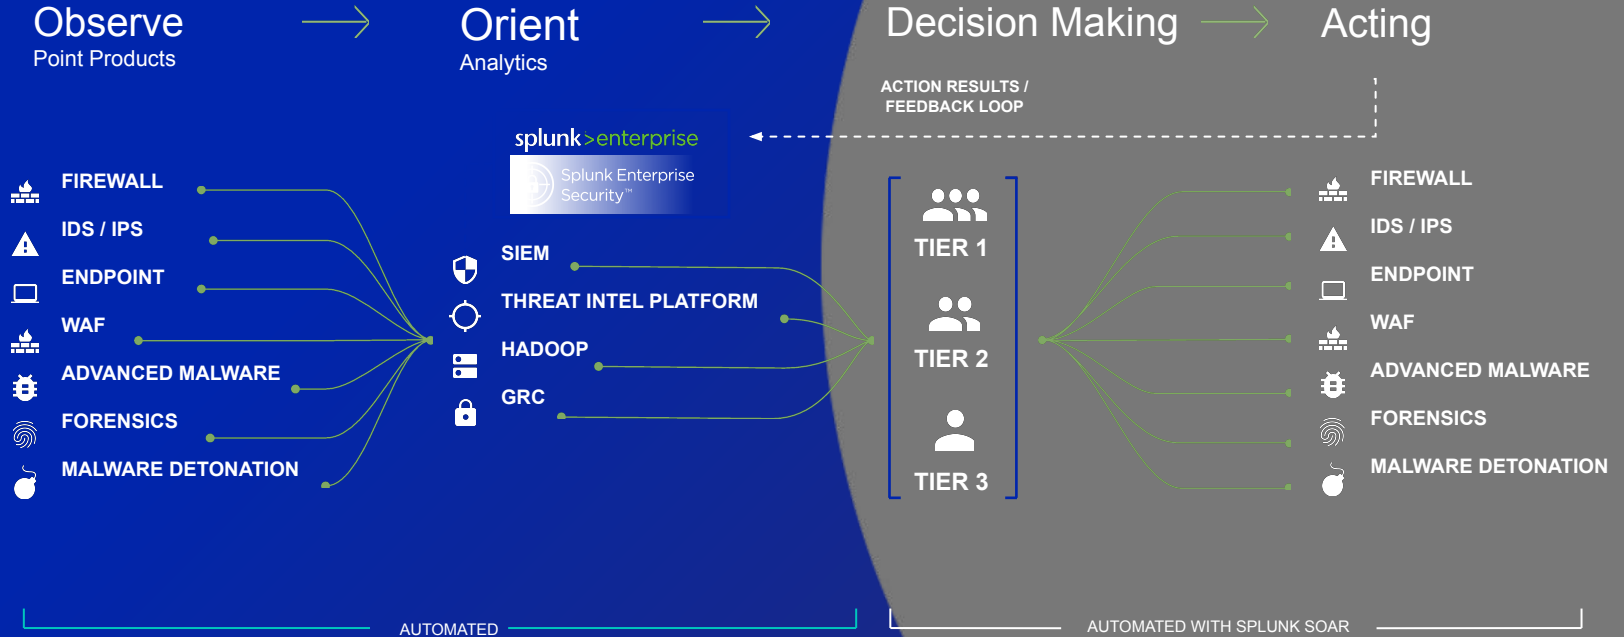 Observe
Point Products
Orient
Analytics
Decision Making
Acting
ACTION RESULTS /
FEEDBACK LOOP
splunk>enterprise
Splunk Enterprise
Security™
FIREWALL
IDS / IPS
ENDPOINT
WAF
ADVANCED MALWARE
FORENSICS
MALWARE DETONATION
SIEM
THREAT INTEL PLATFORM
HADOOP
GRC
TIER 1
TIER 2
TIER 3
FIREWALL
IDS / IPS
ENDPOINT
WAF
ADVANCED MALWARE
FORENSICS
MALWARE DETONATION
AUTOMATED
AUTOMATED WITH SPLUNK SOAR